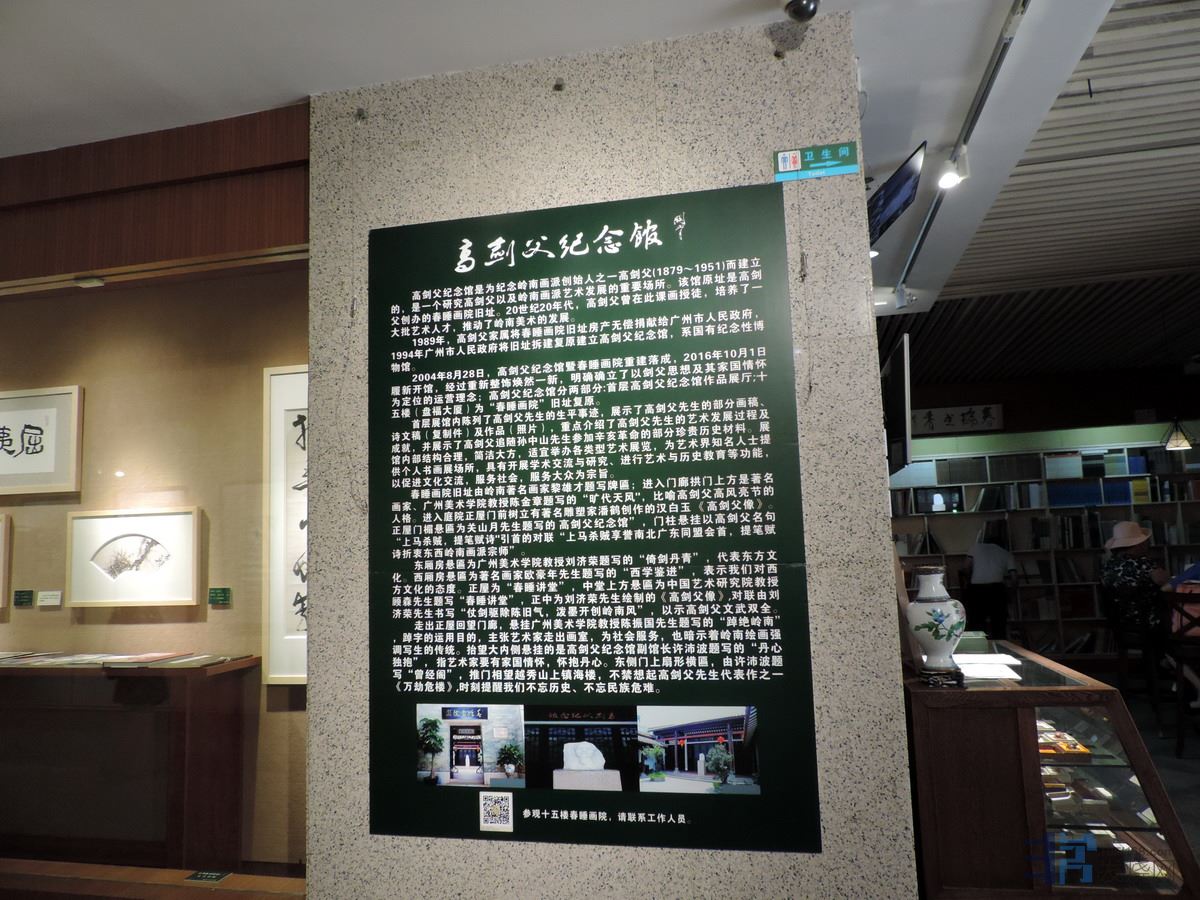 卫生间
Toilet
高剑父纪念馆
高剑父纪念馆是为纪念岭南画派创始人之一高剑父(1879～1951)而建立
的，是一个研究高剑父以及岭南画派艺术发展的重要场所。该馆原址是高剑
父创办的春睡画院旧址。20世纪20年代，高剑父曾在此课画授徒，培养了一
大批艺术人才，推动了岭南美术的发展。
1989年，高剑父家属将春睡画院旧址房产无偿捐献给广州市人民政府，
1994年广州市人民政府将旧址拆建复原建立高剑父纪念馆，系国有纪念性博
物馆。
2004年8月28日，高剑父纪念馆暨春睡画院重建落成，2016年10月1日
履新开馆，经过重新整饰焕然一新，明确确立了以剑父思想及其家国情怀
为定位的运营理念；高剑父纪念馆分两部分:首层高剑父纪念馆作品展厅;十
五楼（盘福大厦）为“春睡画院”旧址复原。
首层展馆内陈列了高剑父先生的生平事迹，展示了高剑父先生的部分画稿、
诗文稿（复制件）及作品（照片），重点介绍了高剑父先生的艺术发展过程及
成就，并展示了高剑父追随孙中山先生参加辛亥革命的部分珍贵历史材料。展
馆内部结构合理，简洁大方，适宜举办各类型艺术展览，为艺术界知名人士提
供个人书画展场所，具有开展学术交流与研究、进行艺术与历史教育等功能，
以促进文化交流，服务社会，服务大众为宗旨。
春睡画院旧址由岭南著名画家黎雄才题写牌匾；进入门廊拱门上方是著名
画家、广州美术学院教授陈金章题写的“旷代天风”，比喻高剑父高风亮节的
人格。进入庭院正屋门前树立有著名雕塑家潘鹤创作的汉白玉《高剑父像》。
正屋门楣悬匾为关山月先生题写的“高剑父纪念馆”，门柱悬挂以高剑父名句
“上马杀贼，提笔赋诗”引首的对联“上马杀贼享誉南北广东同盟会首，提笔赋
诗折衷东西岭南画派宗师”。
东厢房悬匾为广州美术学院教授刘济荣题写的“倚剑丹青”，代表东方文
化。西厢房悬匾为著名画家欧豪年先生题写的“西学鉴进”，表示我们对西
方文化的态度。正屋为“春睡讲堂”，中堂上方悬匾为中国艺术研究院教授
顾森先生题写“春睡讲堂”，正中为刘济荣先生绘制的《高剑父像》,对联由刘
济荣先生书写“仗剑驱除陈旧气，泼墨开创岭南风”，以示高剑父文武双全。
走出正屋回望门廊，悬挂广州美术学院教授陈振国先生题写的“踔绝岭南”
，踔字的运用目的，主张艺术家走出画室，为社会服务，也暗示着岭南绘画强
调写生的传统。抬望大内侧悬挂的是高剑父纪念馆副馆长许沛波题写的“丹心
独抱”，指艺术家要有家国情怀，怀抱丹心。东侧门上扇形横匾，由许沛波题
写“曾经阁”，推门相望越秀山上镇海楼，不禁想起高剑父先生代表作之一
《万劫危楼》,时刻提醒我们不忘历史、不忘民族危难。
参观十五楼春睡画院，请联系工作人员。